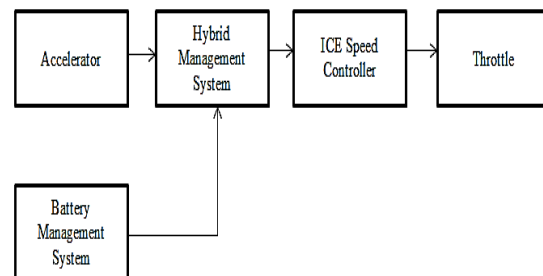 Accelerator
Hybrid
Management
System
ICE Speed
Controller
Throttle
Battery
Management
System